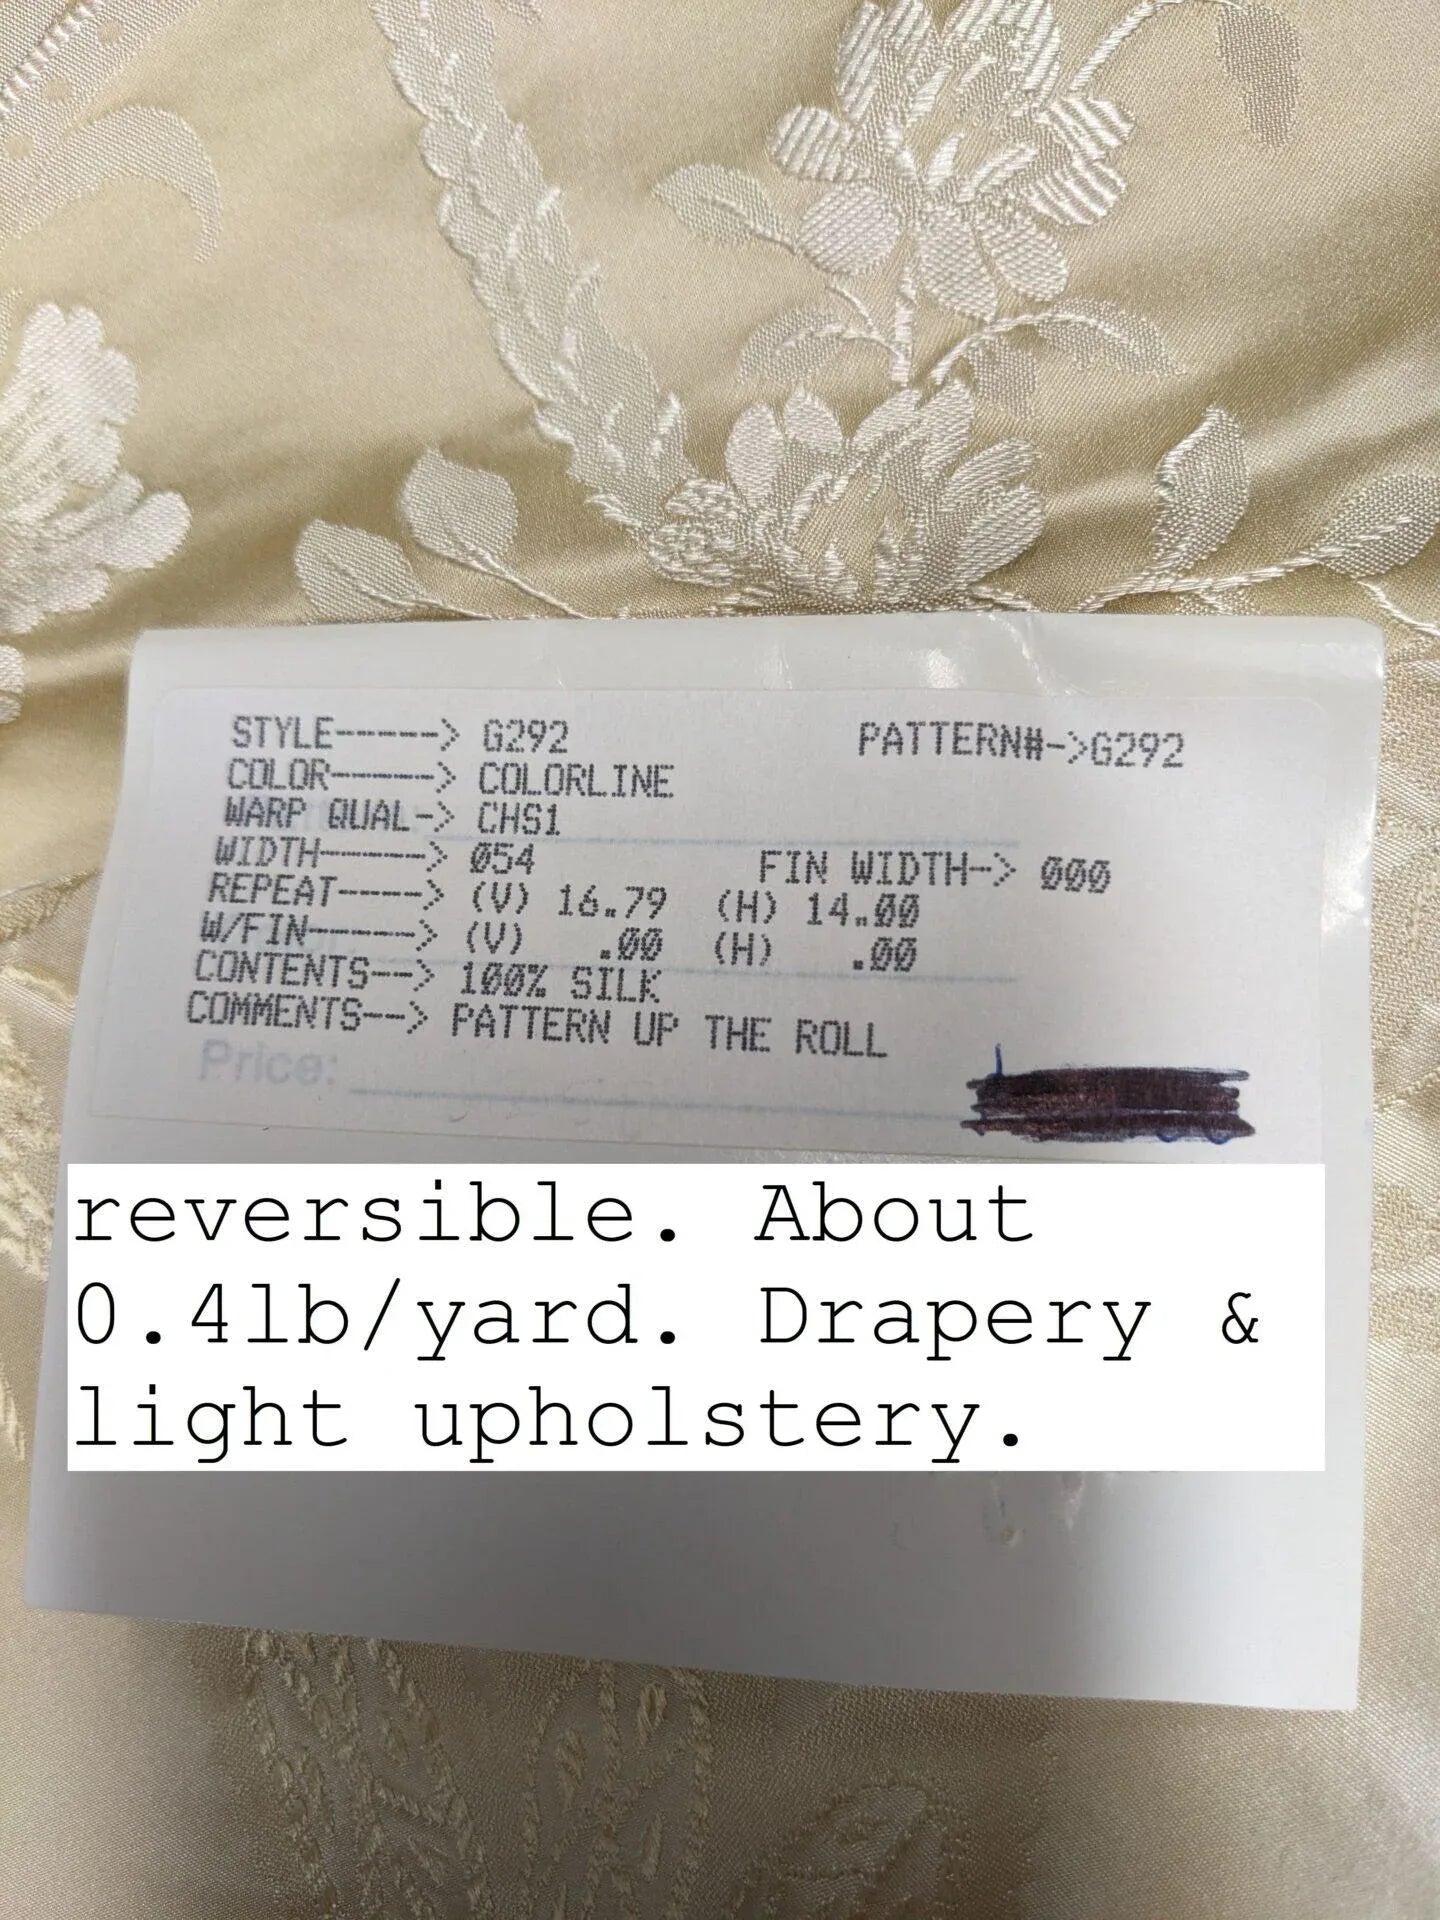 STYLE------> G292 PATTERN#->G292
COLOR------> COLORLINE
WARP QUAL-> CHS1
WIDTH------> 054 FIN WIDTH--> 000
REPEAT-----> (V) 16.79 (H) 14.00
W/FIN------> (V) .00 (H) .00
CONTENTS--> 100% SILK
COMMENTS--> PATTERN UP THE ROLL
Price:
reversible. About
0.4lb/yard. Drapery &
light upholstery.